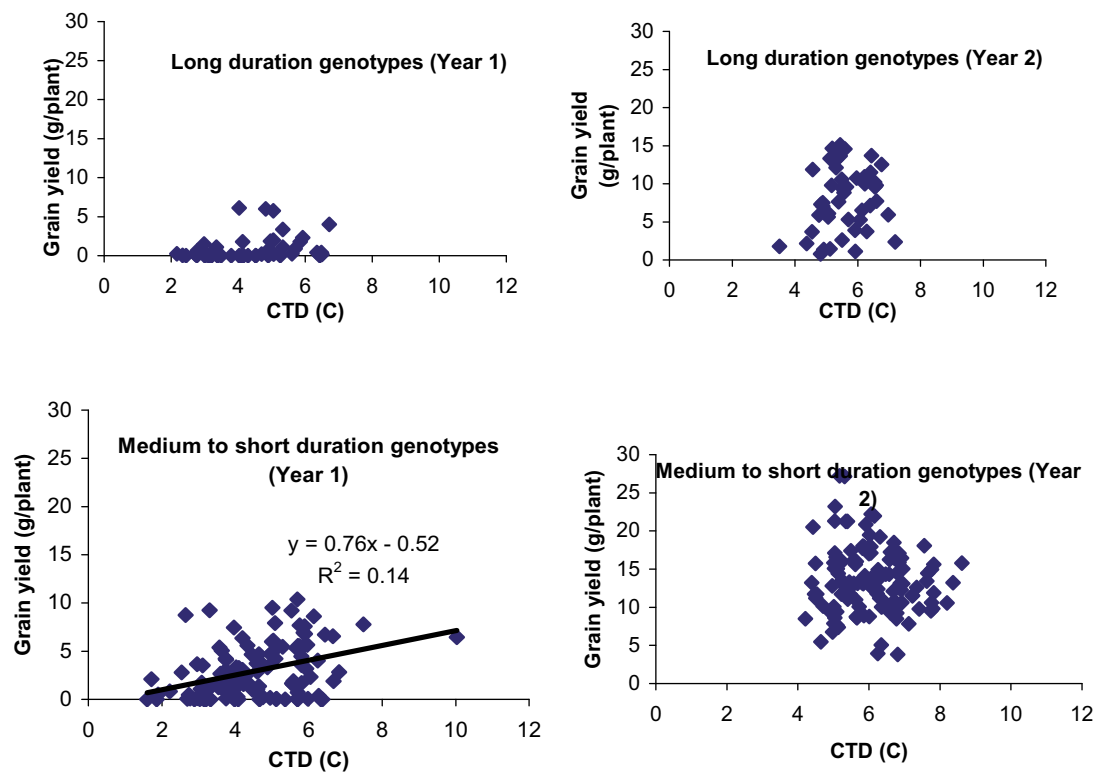 Long duration genotypes (Year 1)
Grain yield (g/plant)
30
25
20
15
10
5
0
0 2 4 6 8 10 12
CTD (C)
Long duration genotypes (Year 2)
Grain yield
(g/plant)
30
25
20
15
10
5
0
0 2 4 6 8 10 12
CTD (C)
Medium to short duration genotypes
(Year 1)
Grain yield (g/plant)
30
25
20
15
10
5
0
y = 0.76x - 0.52
R² = 0.14
0 2 4 6 8 10 12
CTD (C)
Medium to short duration genotypes (Year
2)
Grain yield (g/plant)
30
25
20
15
10
5
0
0 2 4 6 8 10 12
CTD (C)